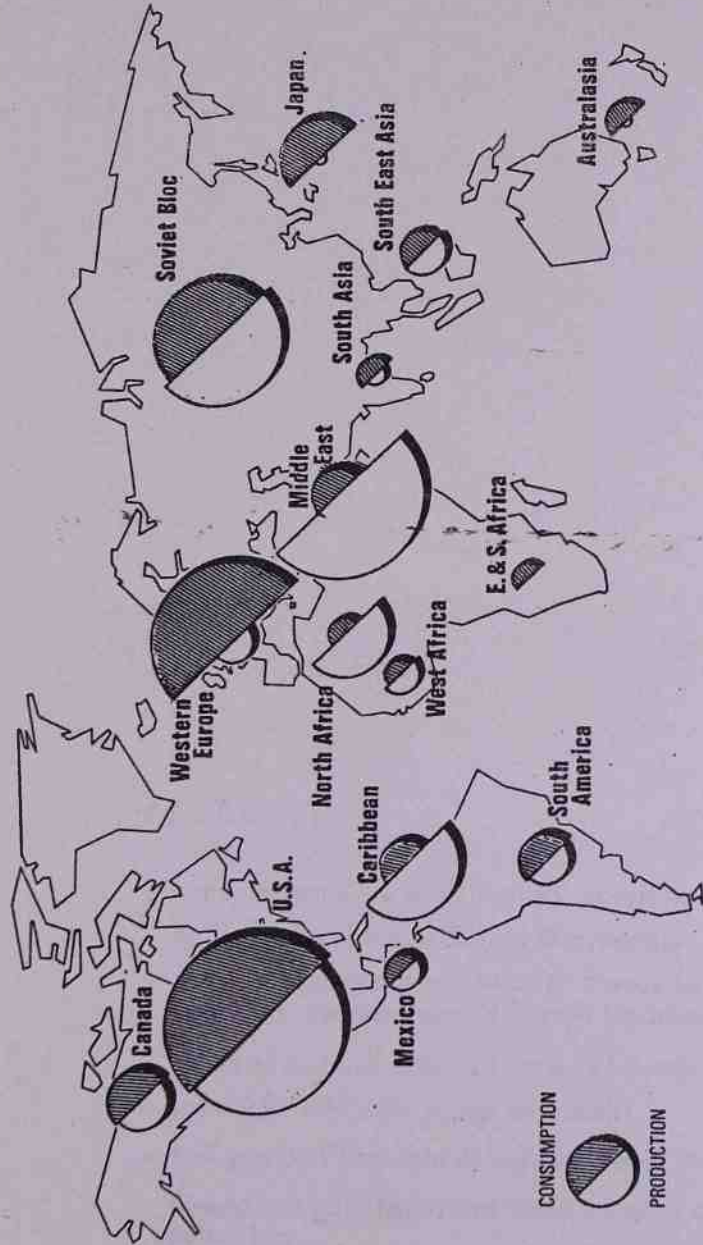 Canada
U.S.A.
Mexico
Caribbean
South
America
Western
Europe
North Africa
West Africa
E. & S. Africa
Middle
East
Soviet Bloc
South Asia
South East Asia
Japan.
Australasia
CONSUMPTION
PRODUCTION